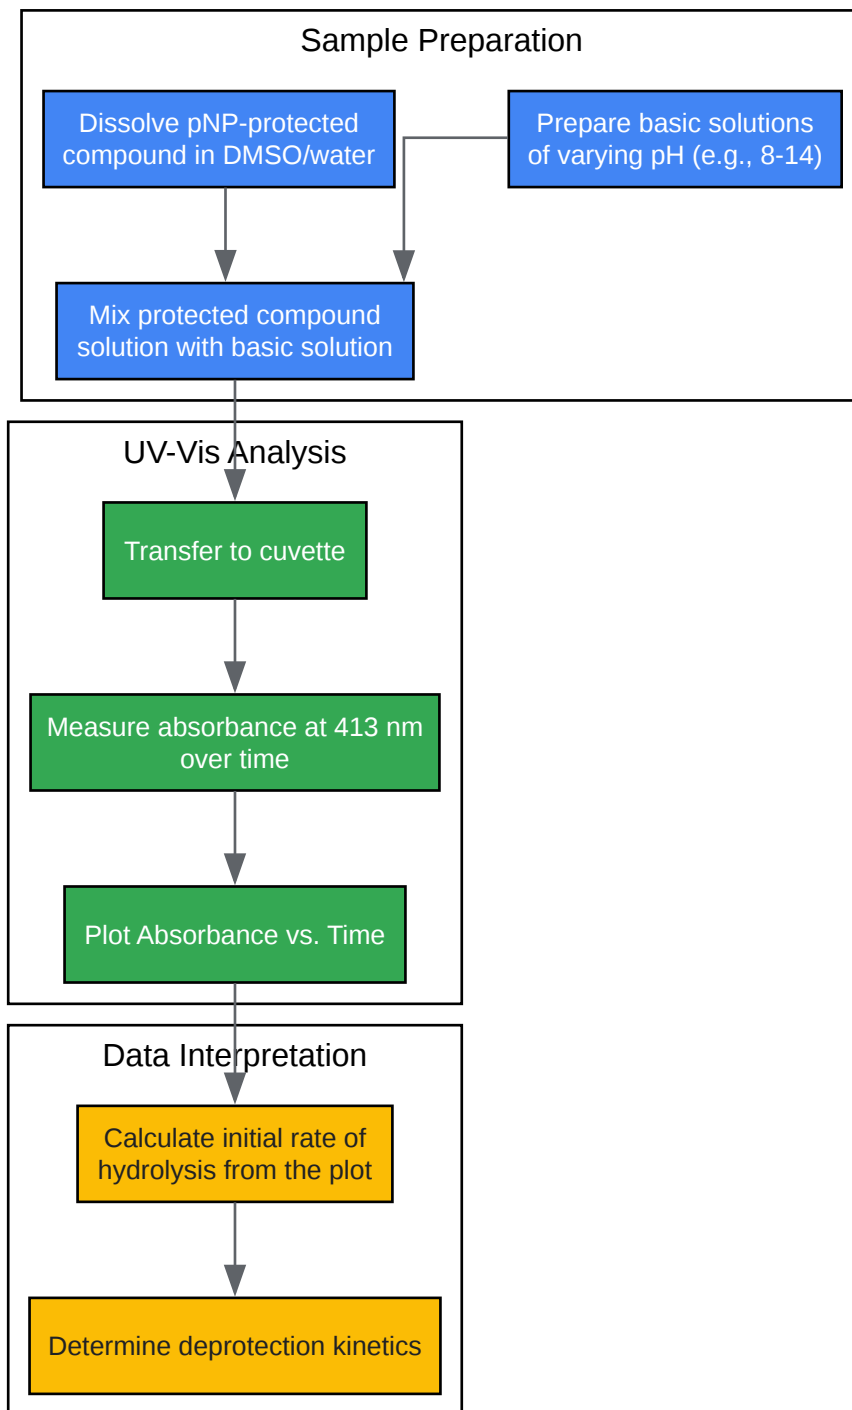 Sample Preparation
Dissolve pNP-protected
compound in DMSO/water
Prepare basic solutions
of varying pH (e.g., 8-14)
Mix protected compound
solution with basic solution
UV-Vis Analysis
Transfer to cuvette
Measure absorbance at 413 nm
over time
Plot Absorbance vs. Time
Data Interpretation
Calculate initial rate of
hydrolysis from the plot
Determine deprotection kinetics